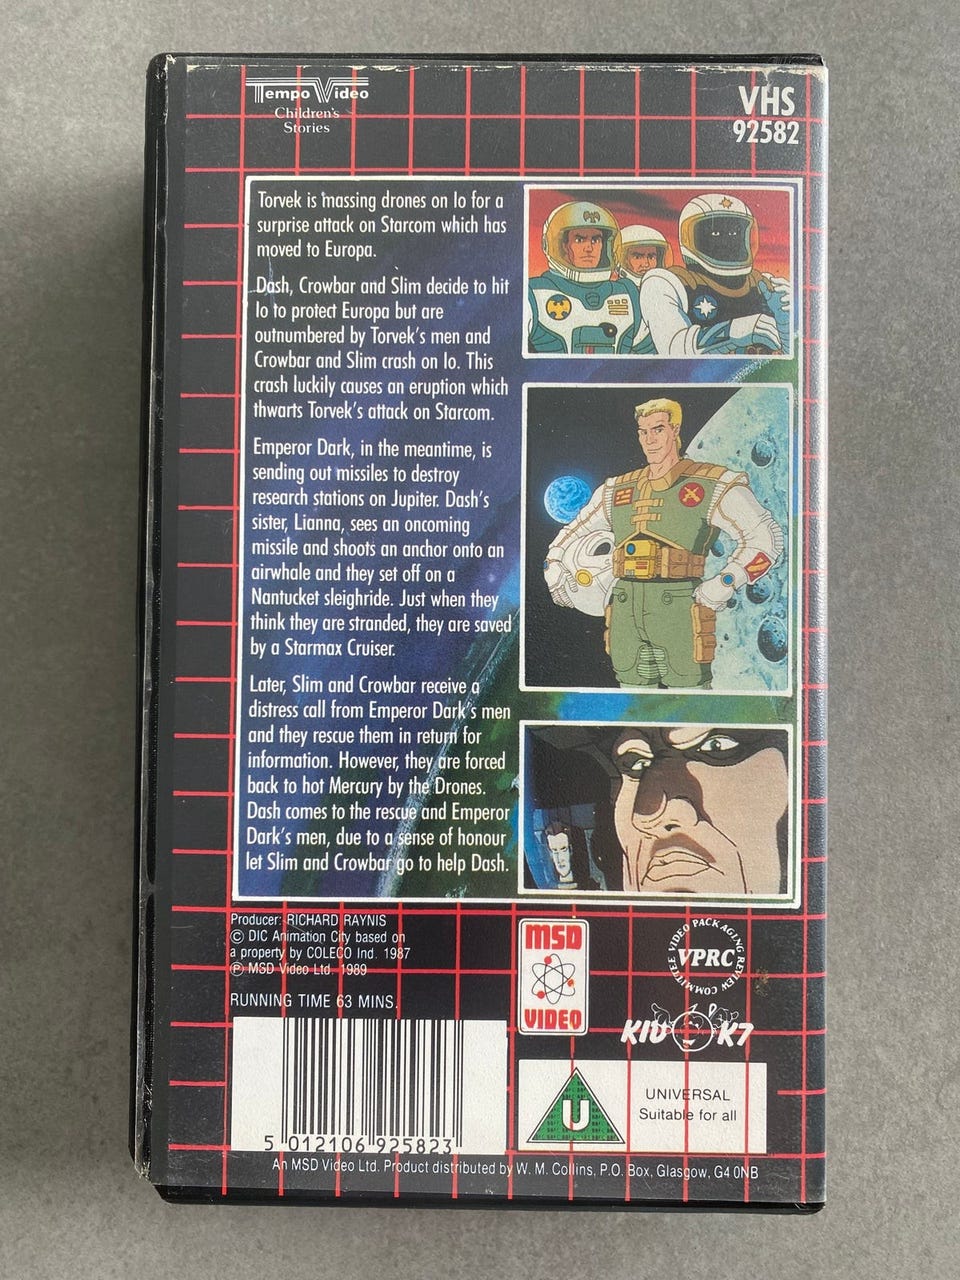 Tempo Video
Children's
Stories
VHS
92582
Torvek is massing drones on Io for a
surprise attack on Starcom which has
moved to Europa.
Dash, Crowbar and Slim decide to hit
Io to protect Europa but are
outnumbered by Torvek's men and
Crowbar and Slim crash on Io. This
crash luckily causes an eruption which
thwarts Torvek's attack on Starcom.
Emperor Dark, in the meantime, is
sending out missiles to destroy
research stations on Jupiter. Dash's
sister, Lianna, sees an oncoming
missile and shoots an anchor onto an
airwhale and they set off on a
Nantucket sleighride. Just when they
think they are stranded, they are saved
by a Starmax Cruiser.
Later, Slim and Crowbar receive a
distress call from Emperor Dark's men
and they rescue them in return for
information. However, they are forced
back to hot Mercury by the Drones.
Dash comes to the rescue and Emperor
Dark's men, due to a sense of honour
let Slim and Crowbar go to help Dash.
Producer: RICHARD RAYNIS
© DIC Animation City based on
a property by COLECO Ind. 1987
Ⓟ MSD Video Ltd. 1989
RUNNING TIME 63 MINS.
MSD
VIDEO
VIDEO PACKAGING REVIEW COMMITTEE
VPRC
KID K7
5 012106 925823
U
UNIVERSAL
Suitable for all
An MSD Video Ltd. Product distributed by W. M. Collins, P.O. Box, Glasgow, G4 0NB